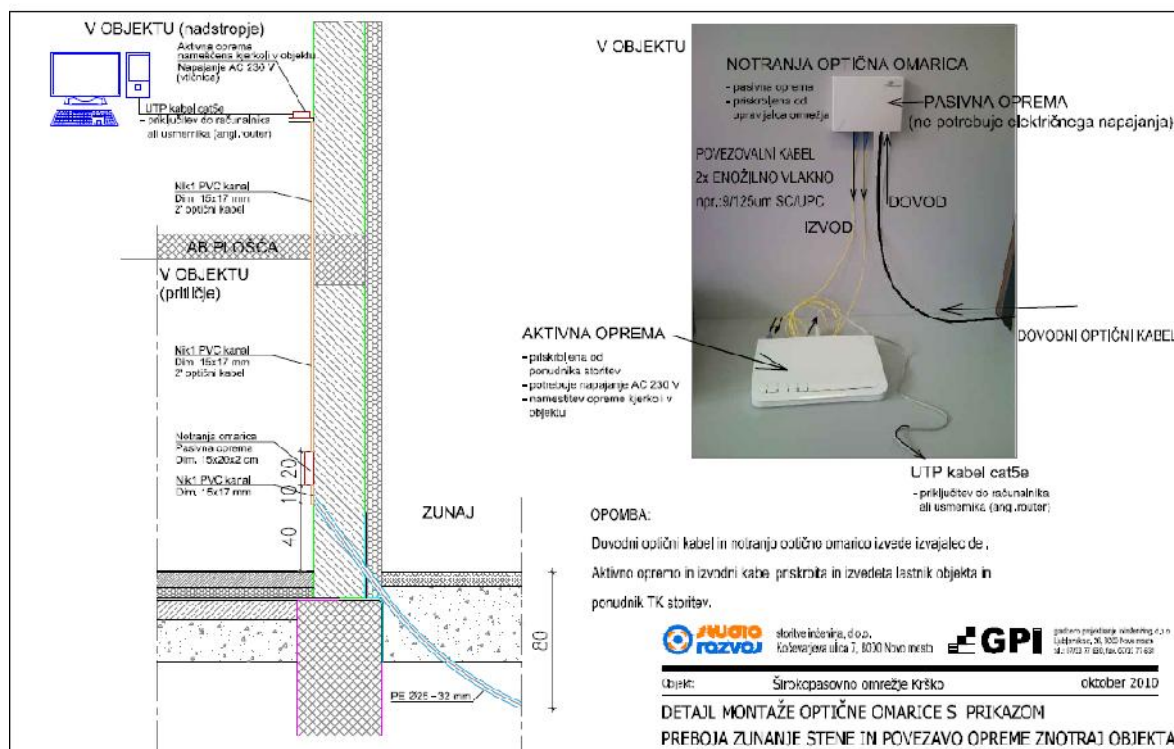 V OBJEKTU (nadstropje)
Aktivna oprema
nameščena kjerkoli v objektu
Napajanje AC 230 V
(vtičnica)
UTP kabel cat5e
- priključitev do računalnika
ali usmernika (angl.router)
Nik1 PVC kanal
Dim. 15x17 mm
2* optični kabel
AB PLOŠČA
V OBJEKTU
(pritličje)
Nik1 PVC kanal
Dim. 15x17 mm
2* optični kabel
Notranja omarica
Pasivna oprema
Dim. 15x20x2 cm
Nik1 PVC kanal
Dim. 15x17 mm
20
10
40
ZUNAJ
80
PE Ø25-32 mm
V OBJEKTU
NOTRANJA OPTIČNA OMARICA
- pasivna oprema
- priskrbljena od
upravljalca omrežja
PASIVNA OPREMA
(ne potrebuje električnega napajanja)
POVEZOVALNI KABEL
2x ENOŽILNO VLAKNO
npr.:9/125um SC/UPC
DOVOD
IZVOD
AKTIVNA OPREMA
- priskrbljena od
ponudnika storitev
- potrebuje napajanje AC 230 V
- namestitev opreme kjerkoli v
objektu
DOVODNI OPTIČNI KABEL
UTP kabel cat5e
- priključitev do računalnika
ali usmernika (ang.router)
OPOMBA:
Dovodni optični kabel in notranjo optično omarico izvede izvajalec del.
Aktivno opremo in izvodni kabel priskrbita in izvedeta lastnik objekta in
ponudnik TK storitev.
studio
razvoj
storitve inženiring, d.o.o.
Kočevarjeva ulica 7, 8000 Novo mesto
GPI
Objekt:
Širokopasovno omrežje Krško
oktober 2010
DETAJL MONTAŽE OPTIČNE OMARICE S PRIKAZOM
PREBOJA ZUNANJE STENE IN POVEZAVO OPREME ZNOTRAJ OBJEKTA